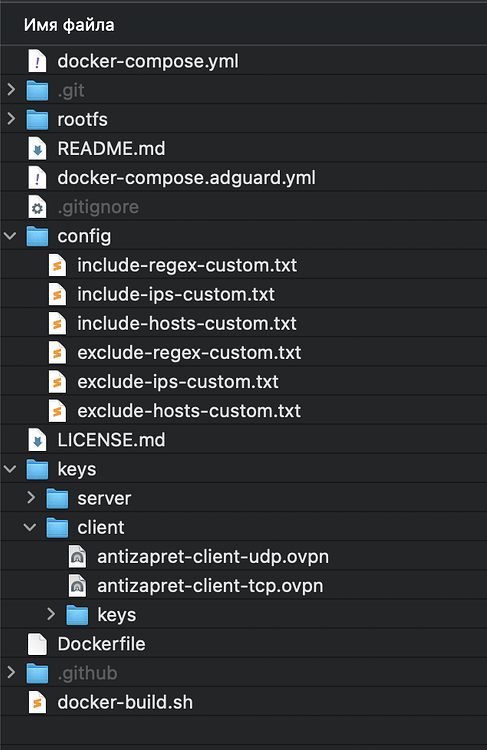 Имя файла
docker-compose.yml
.git
rootfs
README.md
docker-compose.adguard.yml
.gitignore
config
include-regex-custom.txt
include-ips-custom.txt
include-hosts-custom.txt
exclude-regex-custom.txt
exclude-ips-custom.txt
exclude-hosts-custom.txt
LICENSE.md
keys
server
client
antizapret-client-udp.ovpn
antizapret-client-tcp.ovpn
keys
Dockerfile
.github
docker-build.sh